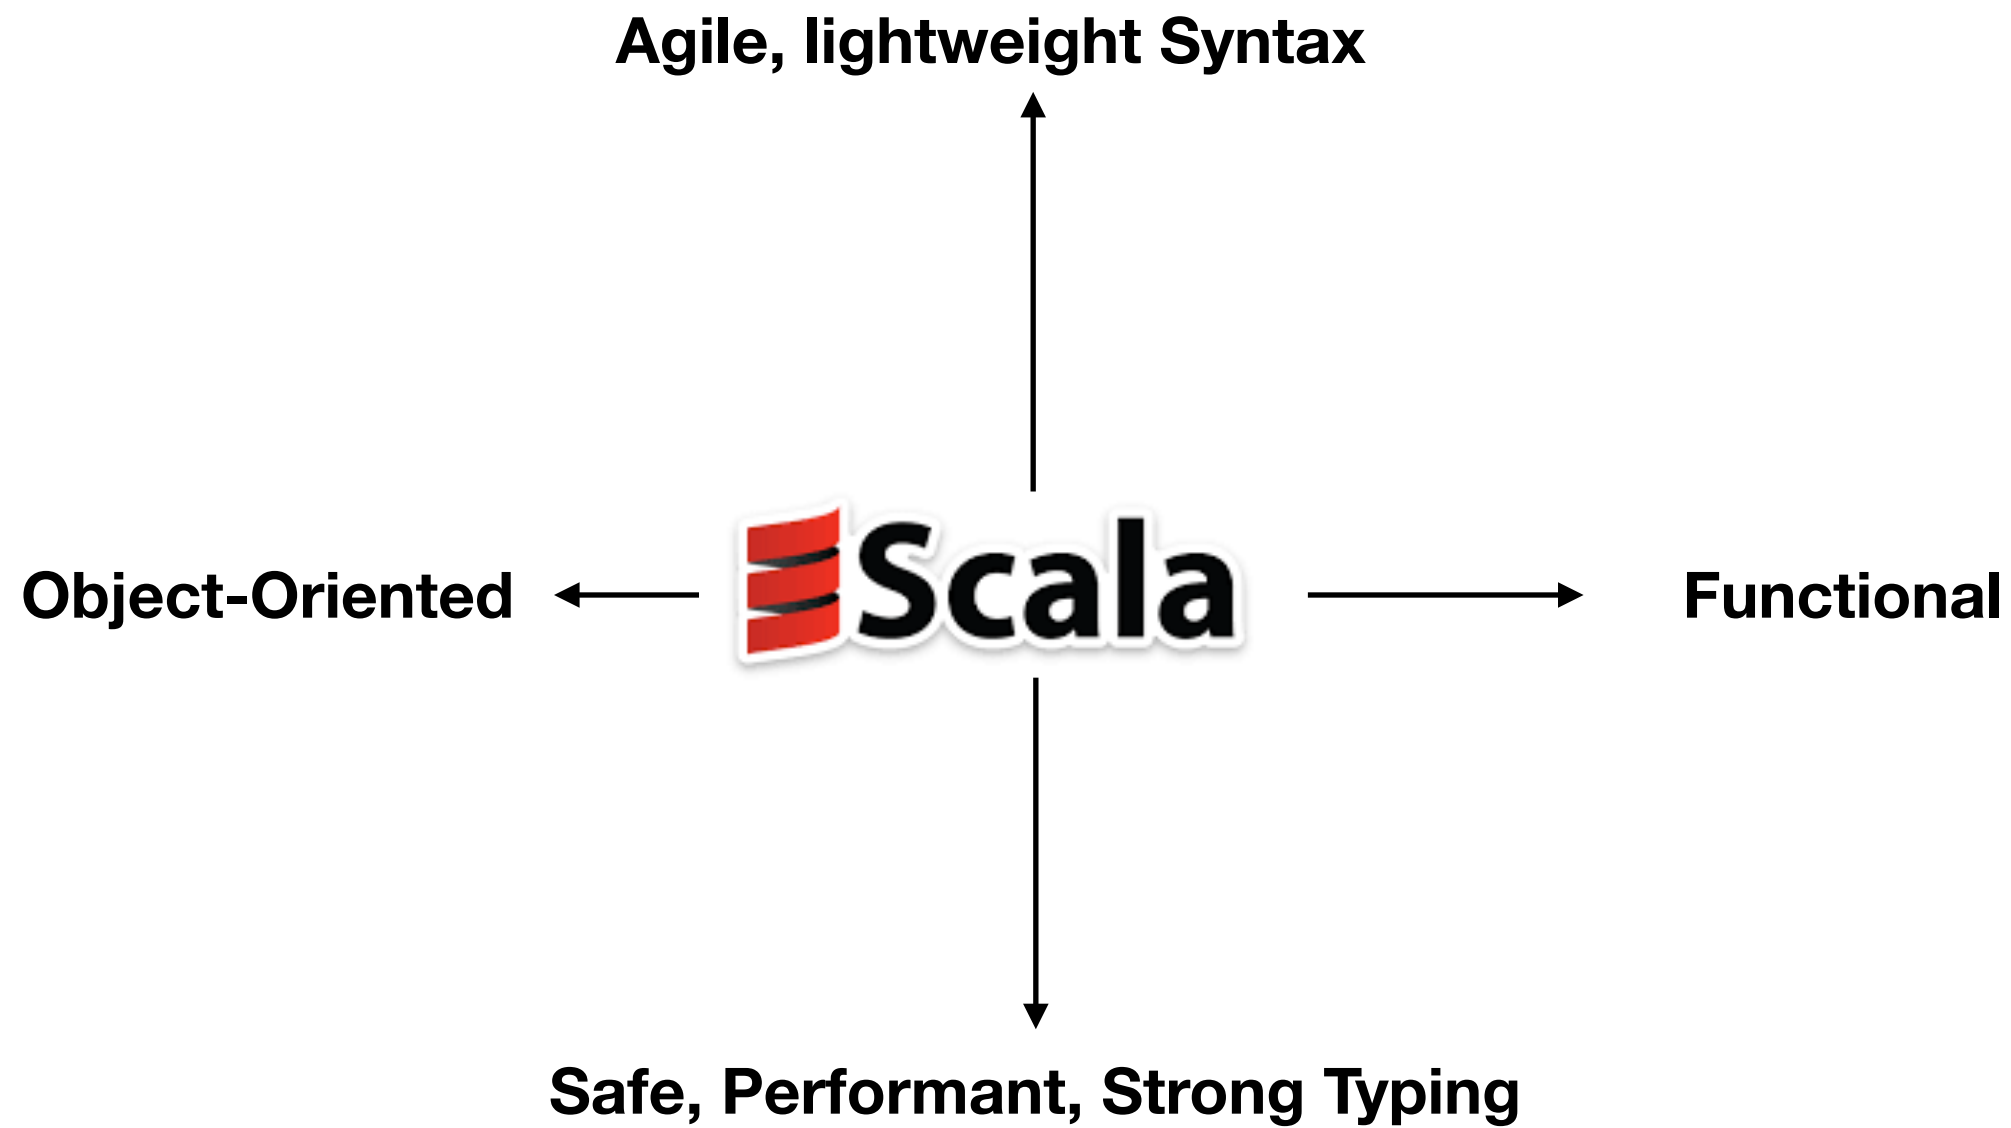 Agile, lightweight Syntax
Object-Oriented
Scala
Functional
Safe, Performant, Strong Typing